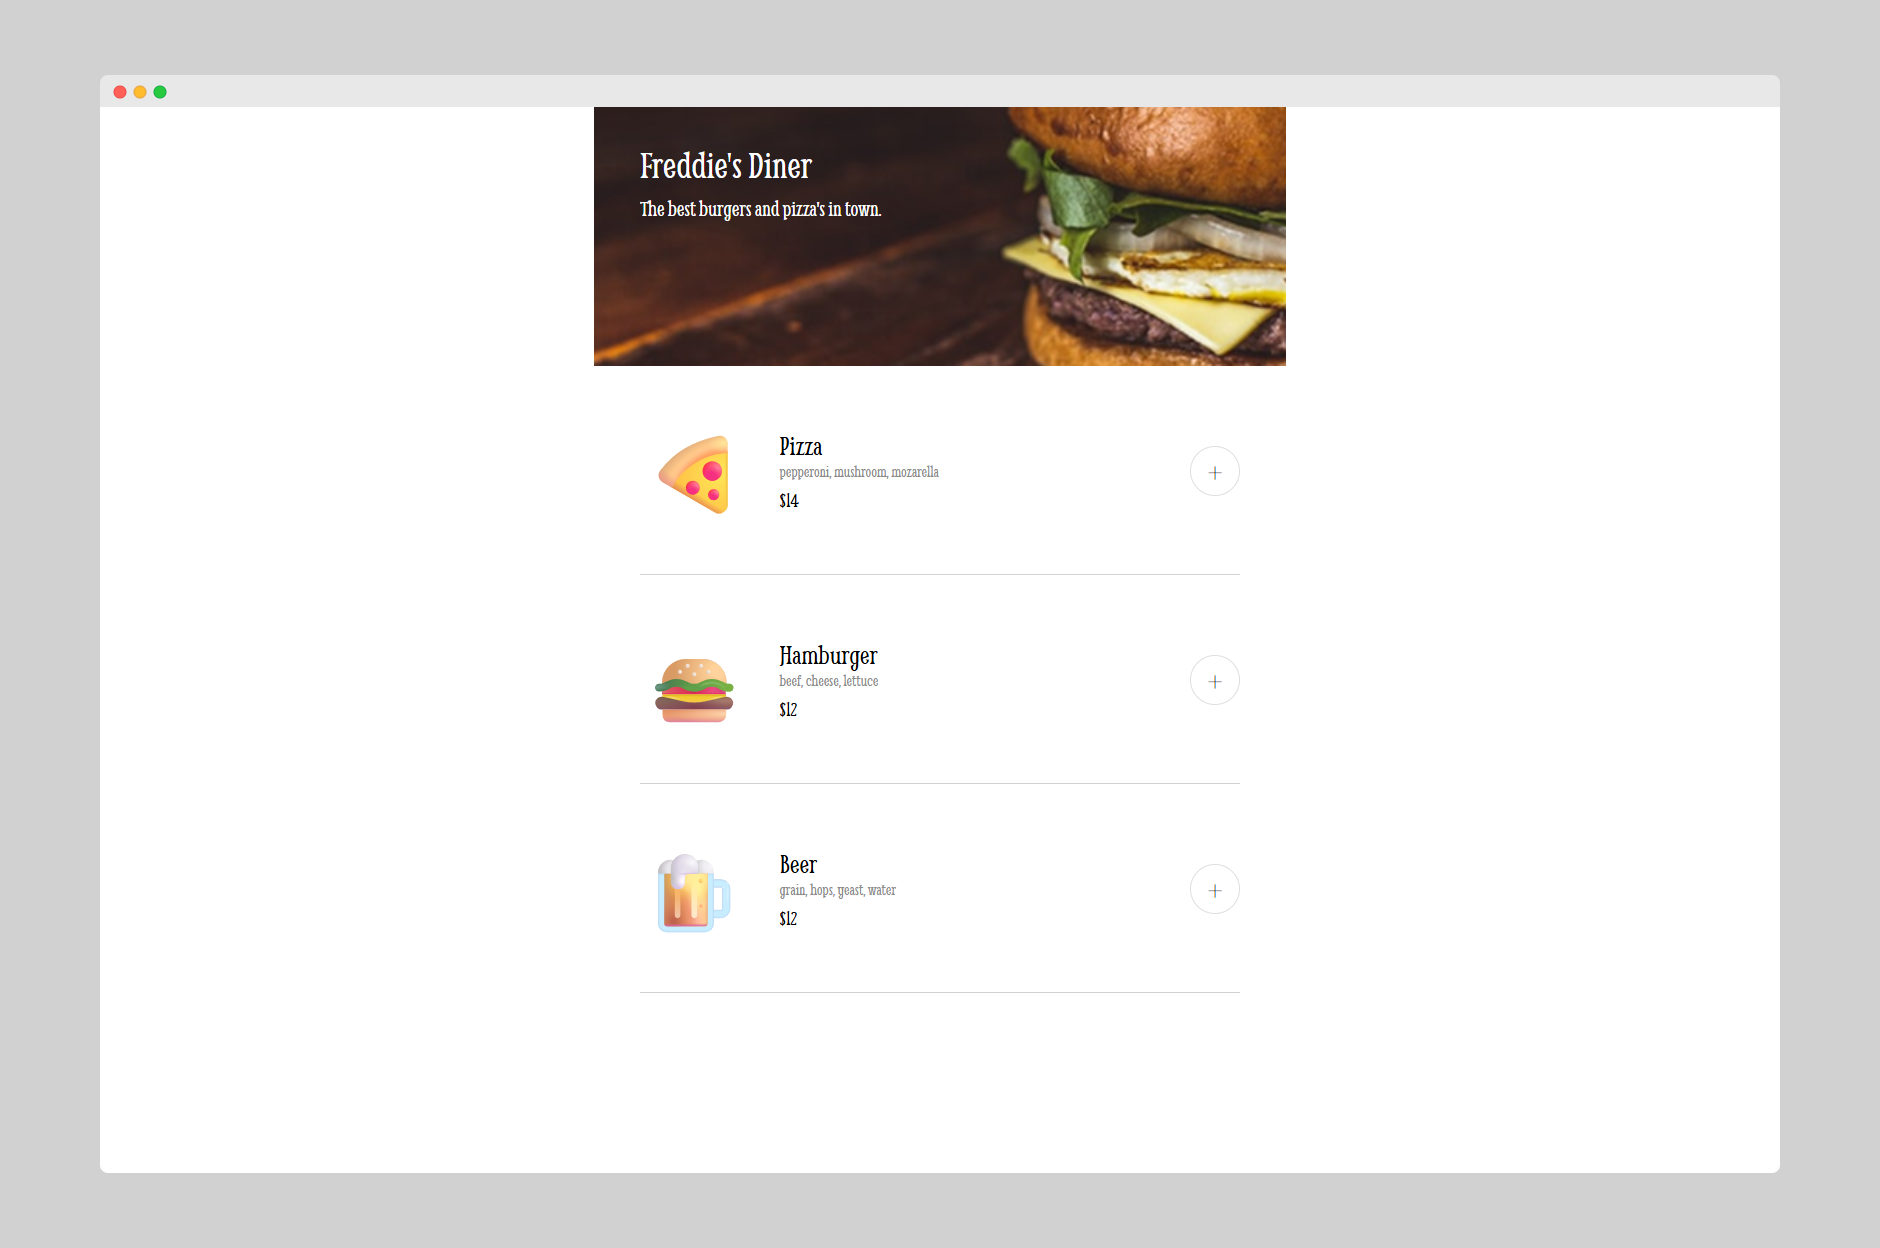 Freddie's Diner
The best burgers and pizza's in town.
Pizza
pepperoni, mushroom, mozarella
$14
+
Hamburger
beef, cheese, lettuce
$12
+
Beer
grain, hops, yeast, water
$12
+